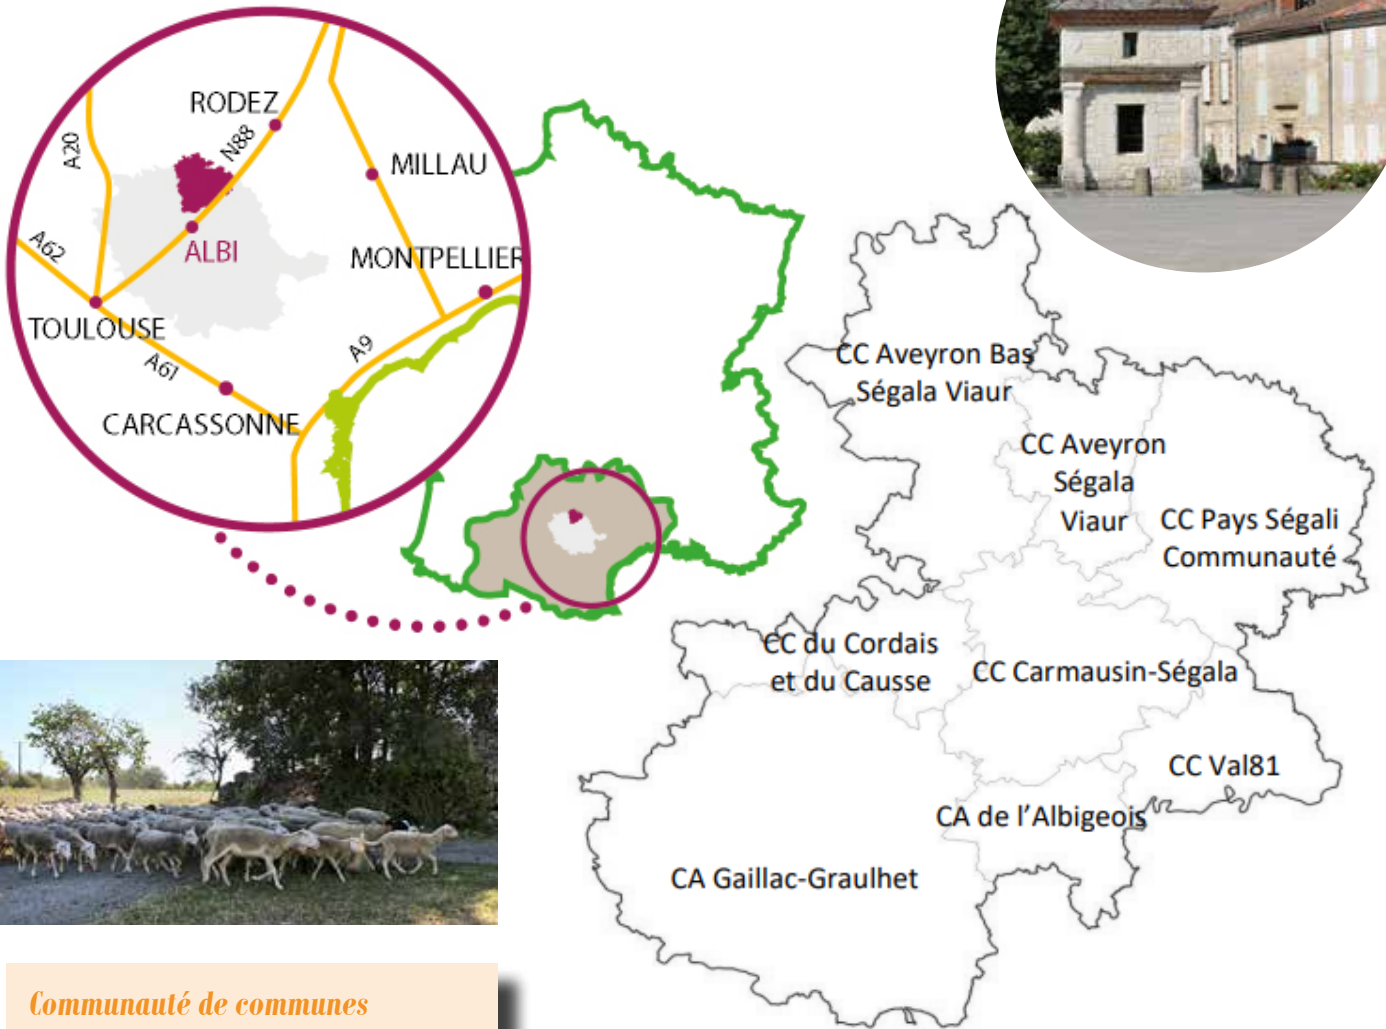 RODEZ
A20
N88
MILLAU
A62
ALBI
MONTPELLIER
TOULOUSE
A61
A9
CARCASSONNE
CC Aveyron Bas
Ségala Viaur
CC Aveyron
Ségala
Viaur
CC Pays Ségali
Communauté
CC du Cordais
et du Causse
CC Carmausin-Ségala
CC Val81
CA de l'Albigeois
CA Gaillac-Graulhet
Communauté de communes